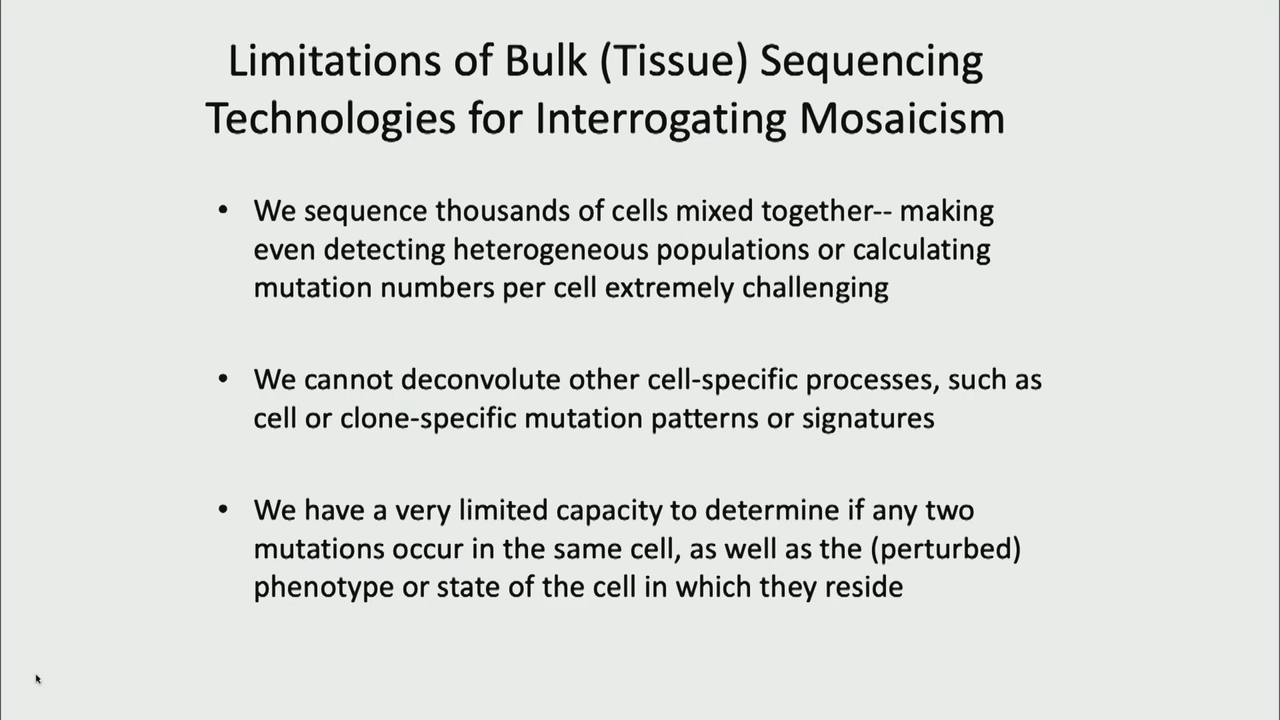 Limitations of Bulk (Tissue) Sequencing
Technologies for Interrogating Mosaicism
• We sequence thousands of cells mixed together-- making
even detecting heterogeneous populations or calculating
mutation numbers per cell extremely challenging
• We cannot deconvolute other cell-specific processes, such as
cell or clone-specific mutation patterns or signatures
• We have a very limited capacity to determine if any two
mutations occur in the same cell, as well as the (perturbed)
phenotype or state of the cell in which they reside